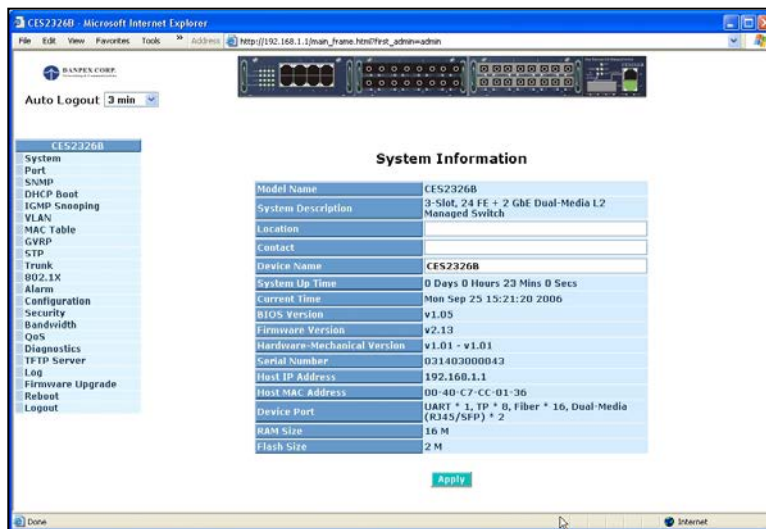 CES2326B - Microsoft Internet Explorer
File Edit View Favorites Tools » Address http://192.168.1.1/main_frame.html?first_admin=admin
DANPEX CORP.
Auto Logout 3 min
CES2326B
System
Port
SNMP
DHCP Boot
IGMP Snooping
VLAN
MAC Table
GVRP
STP
Trunk
802.1X
Alarm
Configuration
Security
Bandwidth
QoS
Diagnostics
TFTP Server
Log
Firmware Upgrade
Reboot
Logout
System Information
Model Name CES2326B
System Description 3-Slot, 24 FE + 2 GbE Dual-Media L2
Managed Switch
Location
Contact
Device Name CES2326B
System Up Time 0 Days 0 Hours 23 Mins 0 Secs
Current Time Mon Sep 25 15:21:20 2006
BIOS Version v1.05
Firmware Version v2.13
Hardware-Mechanical Version v1.01 - v1.01
Serial Number 031403000043
Host IP Address 192.168.1.1
Host MAC Address 00-40-C7-CC-01-36
Device Port UART * 1, TP * 8, Fiber * 16, Dual-Media
(RJ45/SFP) * 2
RAM Size 16 M
Flash Size 2 M
Apply
Done Internet